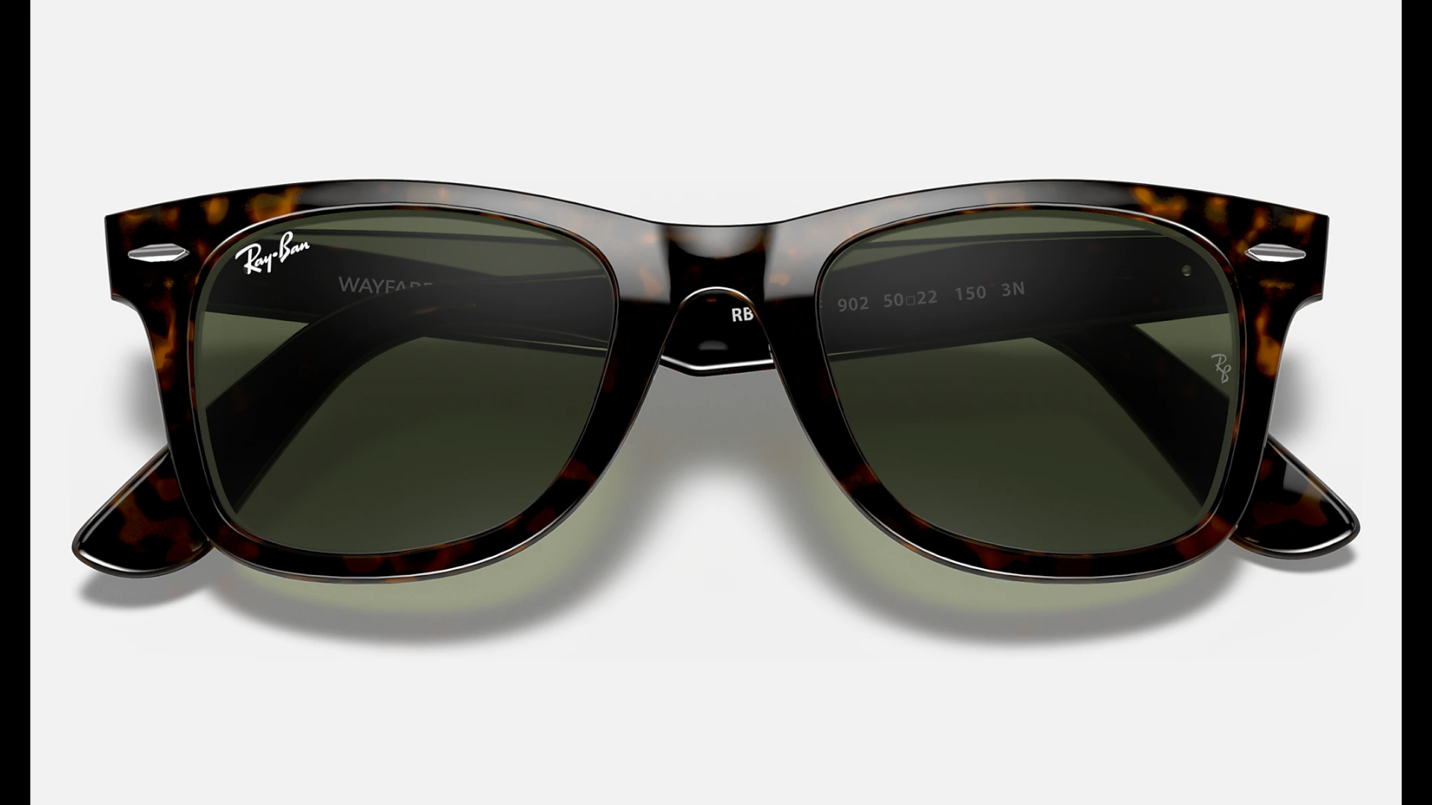 Ray-Ban
WAYFARE
RB
902 50□22 150 3N
RB